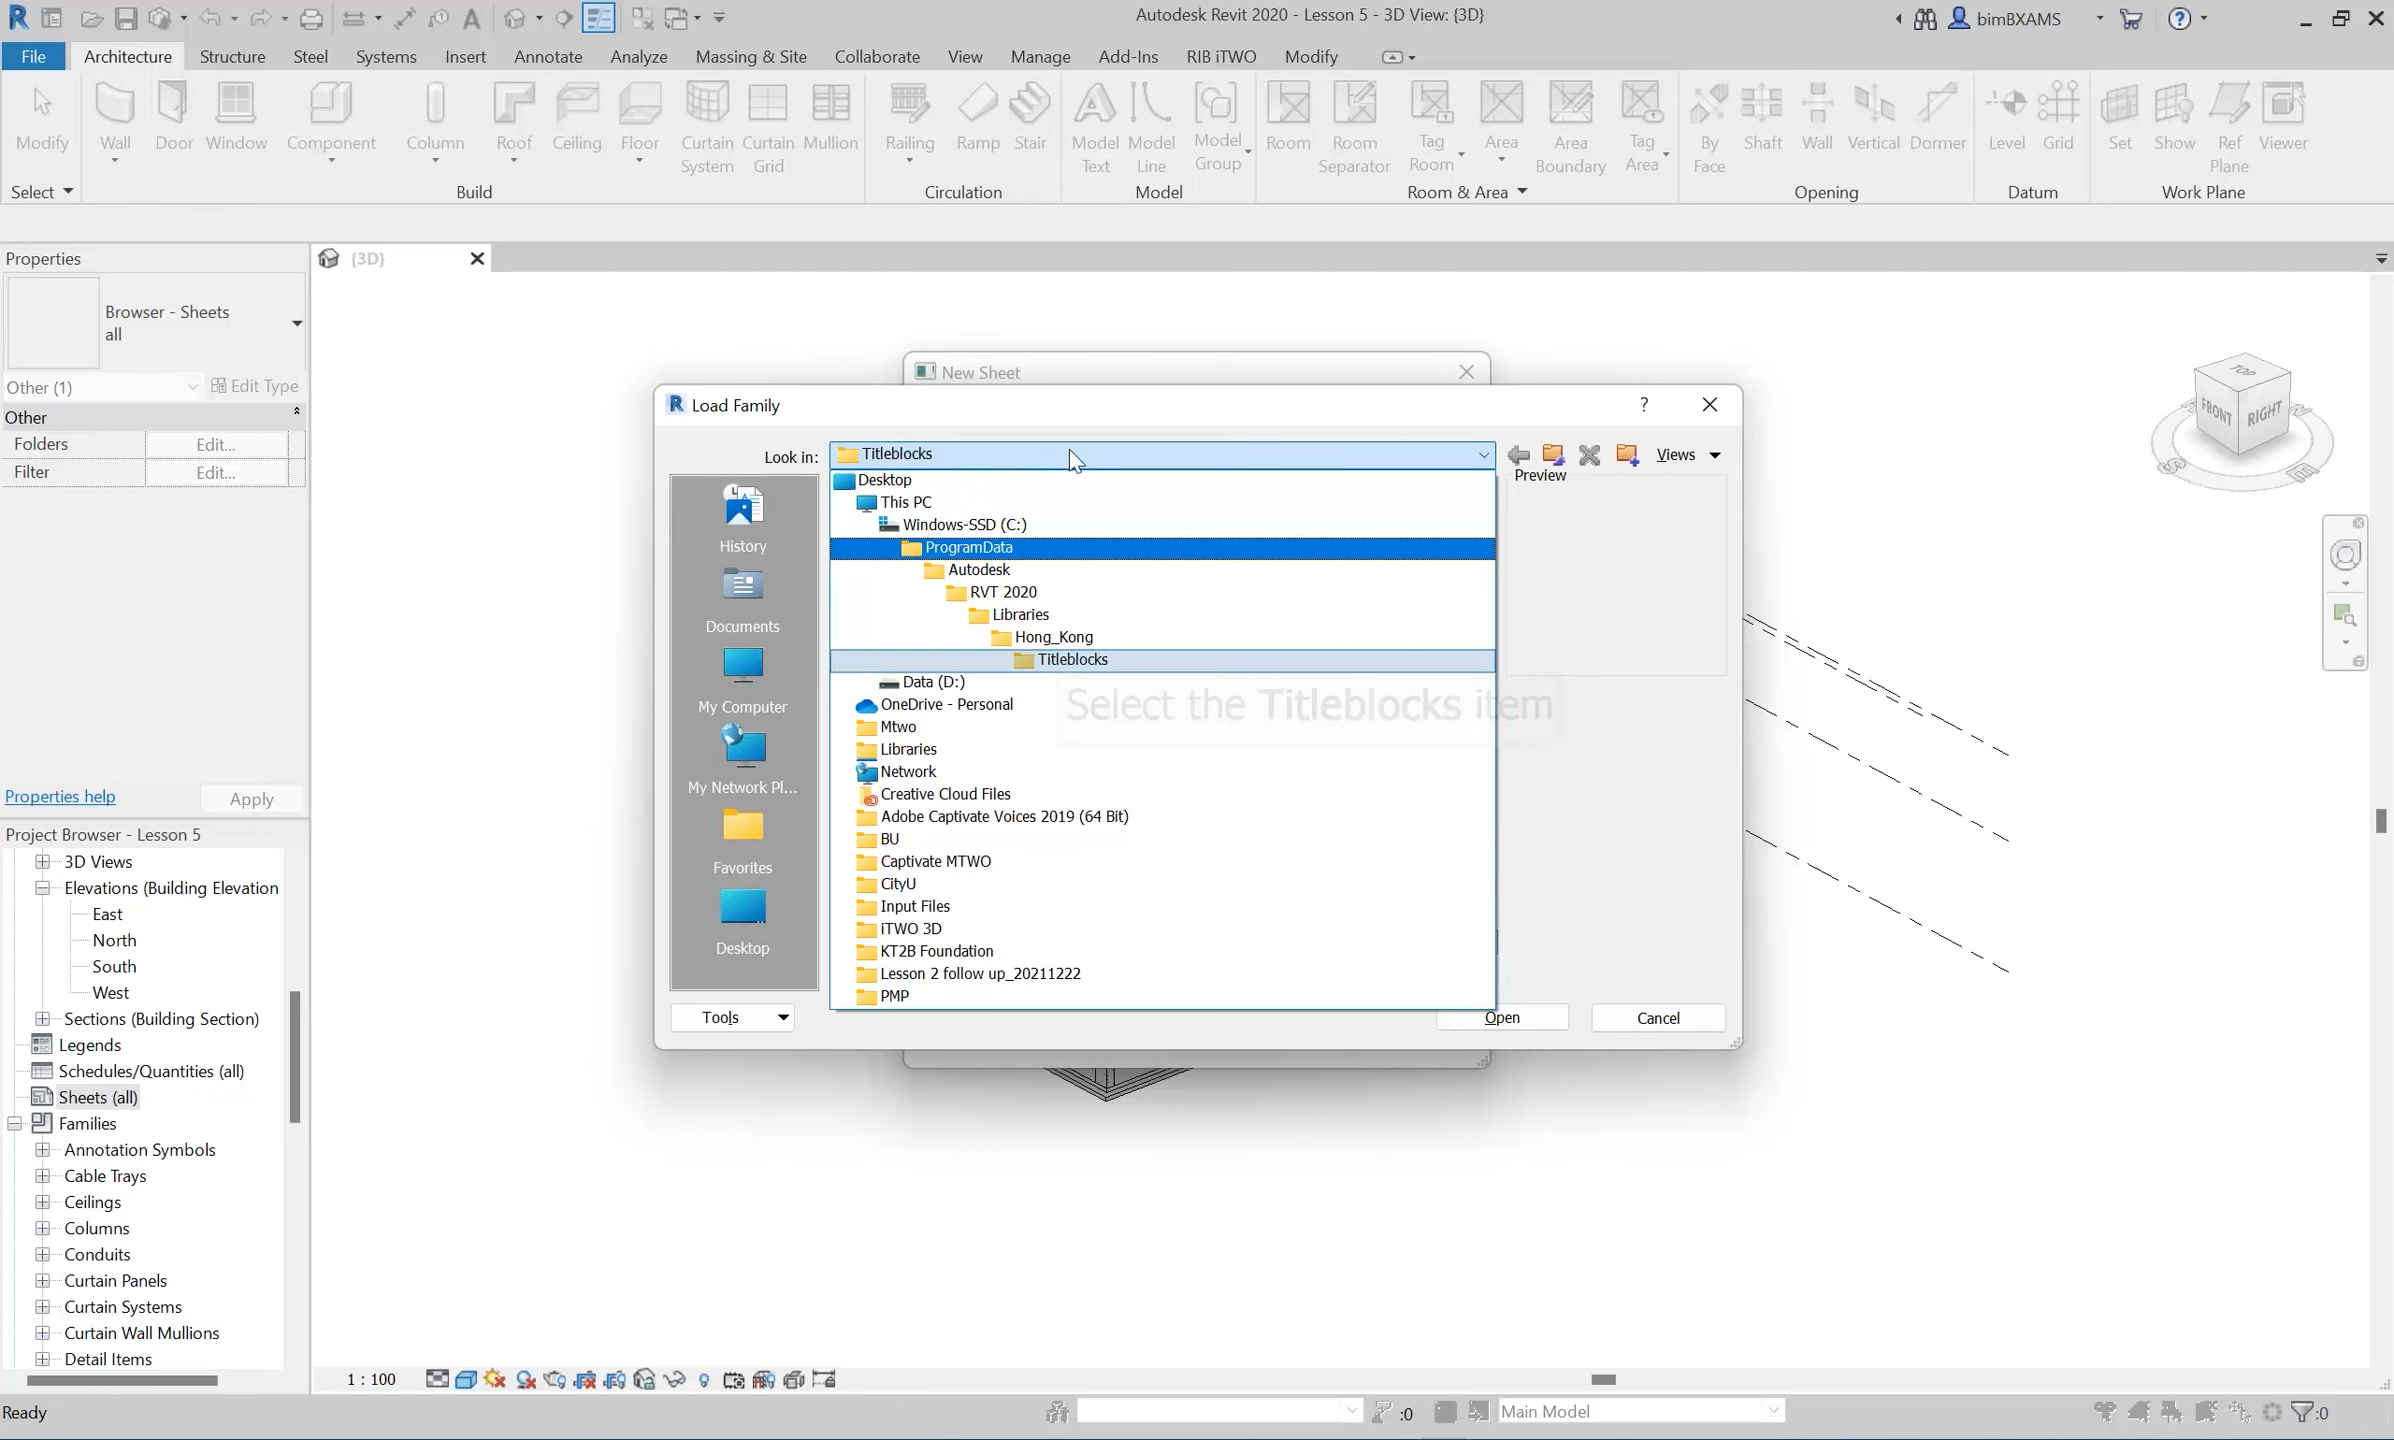 Autodesk Revit 2020 - Lesson 5 - 3D View: {3D}
bimBXAMS
File Architecture Structure Steel Systems Insert Annotate Analyze Massing & Site Collaborate View Manage Add-Ins RIB iTWO Modify
Modify Wall Door Window Component Column Roof Ceiling Floor Curtain System Curtain Grid Mullion Railing Ramp Stair Model Text Model Line Model Group Room Room Separator Tag Room Area Area Boundary Tag Area By Face Shaft Wall Vertical Dormer Level Grid Set Show Ref Plane Viewer
Select Build Circulation Model Room & Area Opening Datum Work Plane
Properties
{3D}
Browser - Sheets
all
Other (1)
Edit Type
Other
Folders Edit...
Filter Edit...
Properties help
Apply
Project Browser - Lesson 5
3D Views
Elevations (Building Elevation
East
North
South
West
Sections (Building Section)
Legends
Schedules/Quantities (all)
Sheets (all)
Families
Annotation Symbols
Cable Trays
Ceilings
Columns
Conduits
Curtain Panels
Curtain Systems
Curtain Wall Mullions
Detail Items
New Sheet
Load Family
Look in: Titleblocks
Views
Preview
History
Documents
My Computer
My Network Pl...
Favorites
Desktop
Desktop
This PC
Windows-SSD (C:)
ProgramData
Autodesk
RVT 2020
Libraries
Hong_Kong
Titleblocks
Data (D:)
OneDrive - Personal
Mtwo
Libraries
Network
Creative Cloud Files
Adobe Captivate Voices 2019 (64 Bit)
BU
Captivate MTWO
CityU
Input Files
iTWO 3D
KT2B Foundation
Lesson 2 follow up_20211222
PMP
Select the Titleblocks item
Tools
Open
Cancel
TOP
FRONT
RIGHT
S
E
1 : 100
Ready
:0
Main Model
:0